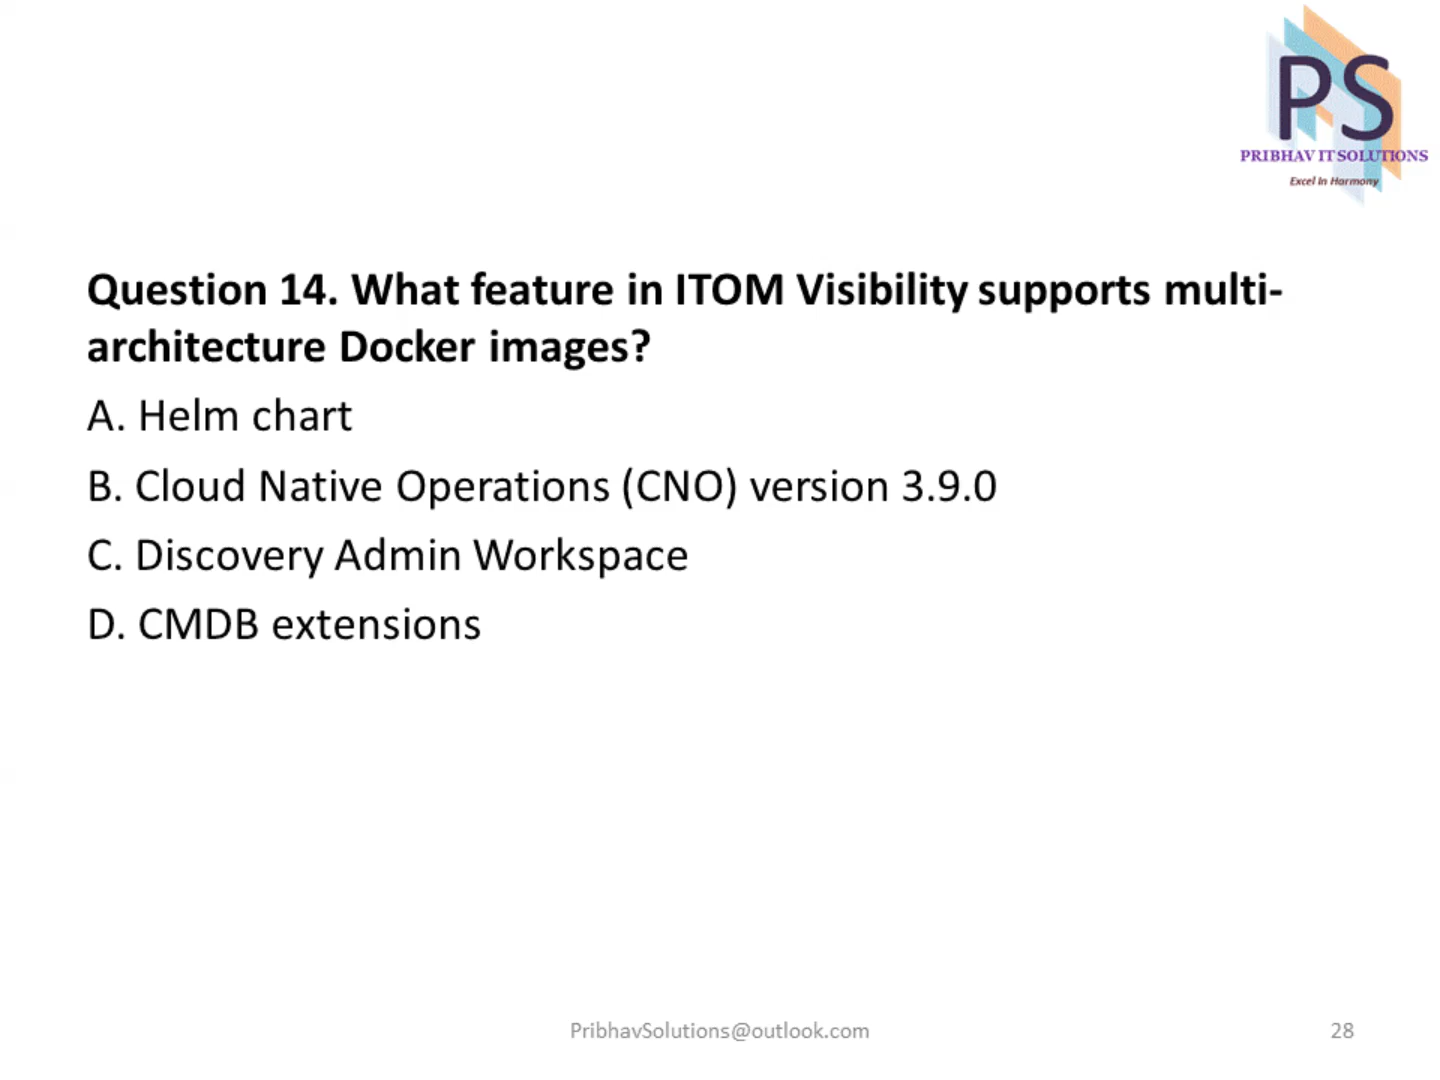 PS
PRIBHAV IT SOLUTIONS
Excel In Harmony
Question 14. What feature in ITOM Visibility supports multi-
architecture Docker images?
A. Helm chart
B. Cloud Native Operations (CNO) version 3.9.0
C. Discovery Admin Workspace
D. CMDB extensions
PribhavSolutions@outlook.com
28